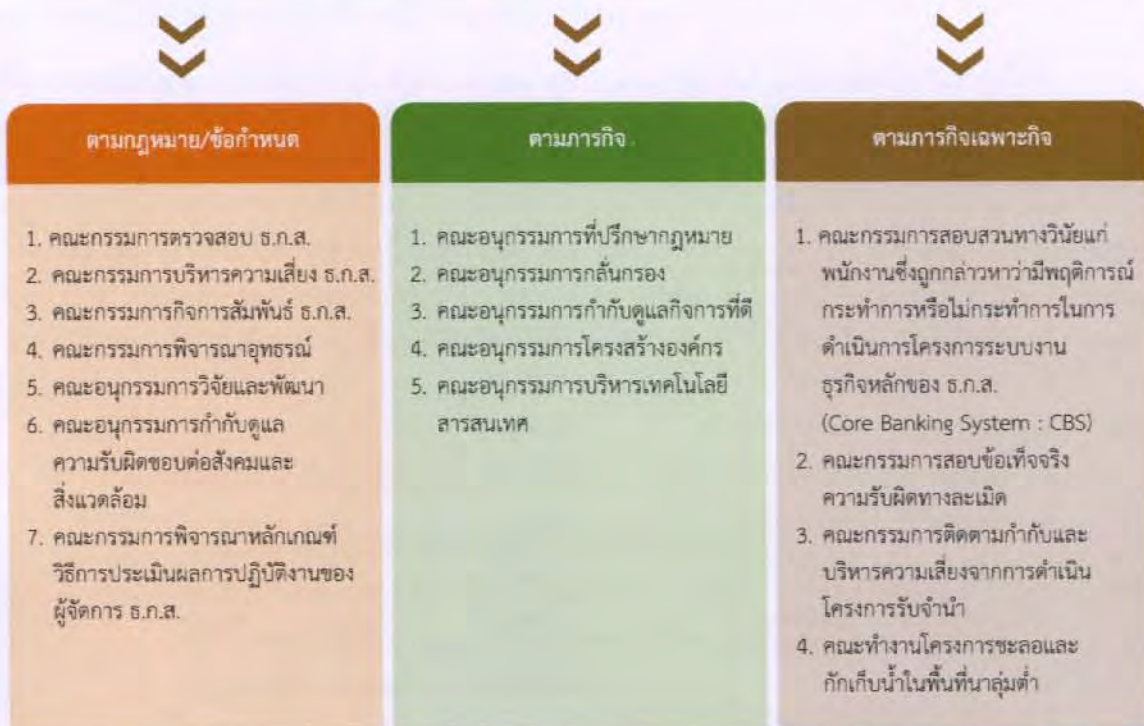 ตามกฎหมาย/ข้อกำหนด
1. คณะกรรมการตรวจสอบ ธ.ก.ส.
2. คณะกรรมการบริหารความเสี่ยง ธ.ก.ส.
3. คณะกรรมการกิจการสัมพันธ์ ธ.ก.ส.
4. คณะกรรมการพิจารณาอุทธรณ์
5. คณะอนุกรรมการวิจัยและพัฒนา
6. คณะอนุกรรมการกำกับดูแล
ความรับผิดชอบต่อสังคมและ
สิ่งแวดล้อม
7. คณะกรรมการพิจารณาหลักเกณฑ์
วิธีการประเมินผลการปฏิบัติงานของ
ผู้จัดการ ธ.ก.ส.
ตามภารกิจ
1. คณะอนุกรรมการที่ปรึกษากฎหมาย
2. คณะอนุกรรมการกลั่นกรอง
3. คณะอนุกรรมการกำกับดูแลกิจการที่ดี
4. คณะอนุกรรมการโครงสร้างองค์กร
5. คณะอนุกรรมการบริหารเทคโนโลยี
สารสนเทศ
ตามภารกิจเฉพาะกิจ
1. คณะกรรมการสอบสวนทางวินัยแก่
พนักงานซึ่งถูกกล่าวหาว่ามีพฤติการณ์
กระทำการหรือไม่กระทำการในการ
ดำเนินการโครงการระบบงาน
ธุรกิจหลักของ ธ.ก.ส.
(Core Banking System : CBS)
2. คณะกรรมการสอบข้อเท็จจริง
ความรับผิดทางละเมิด
3. คณะกรรมการติดตามกำกับและ
บริหารความเสี่ยงจากการดำเนิน
โครงการรับจำนำ
4. คณะทำงานโครงการชะลอและ
กักเก็บน้ำในพื้นที่นาลุ่มต่ำ